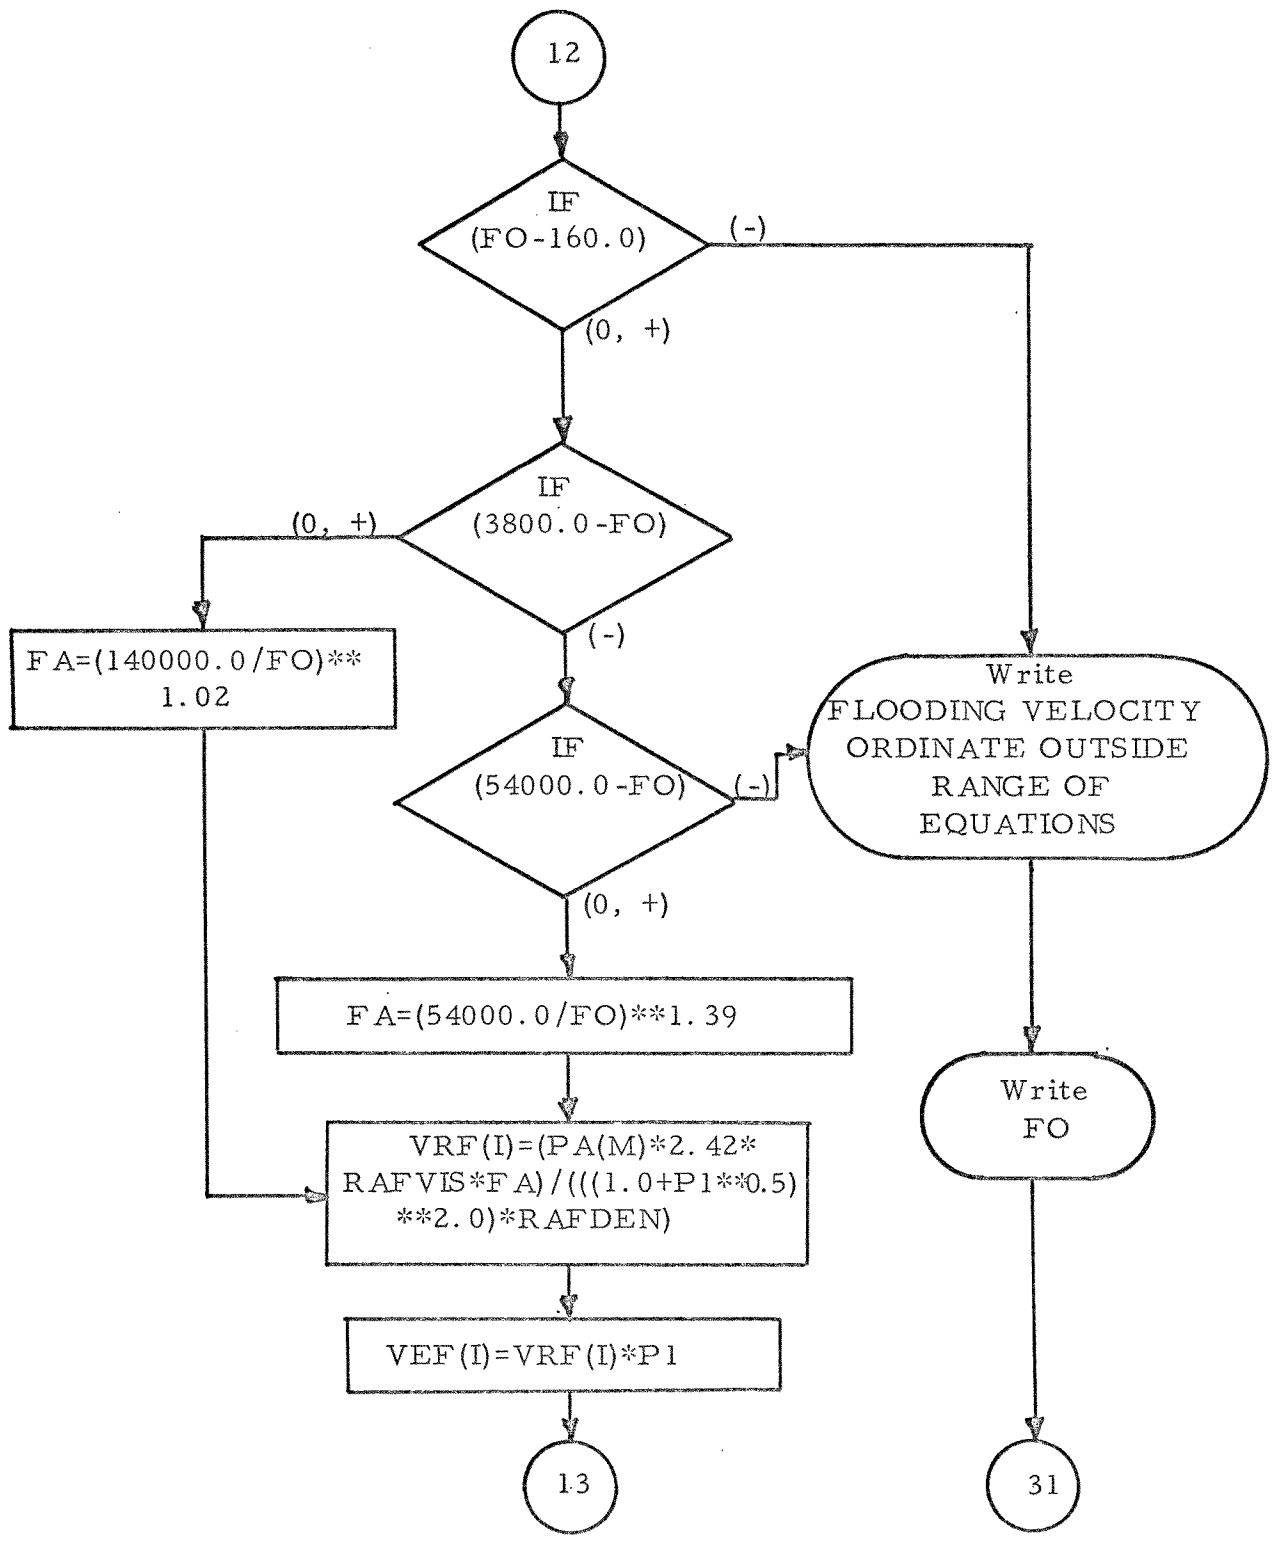 12
IF
(FO-160.0)
(-)
(0, +)
IF
(3800.0-FO)
(0, +)
(-)
FA=(140000.0/FO)**
1.02
IF
(54000.0-FO)
(-)
Write
FLOODING VELOCITY
ORDINATE OUTSIDE
RANGE OF
EQUATIONS
(0, +)
FA=(54000.0/FO)**1.39
Write
FO
VRF(I)=(PA(M)*2.42*
RAFVIS*FA)/(((1.0+P1**0.5)
**2.0)*RAFDEN)
VEF(I)=VRF(I)*P1
13
31